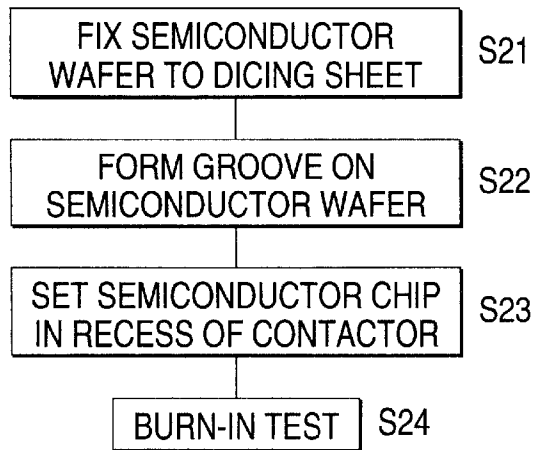 FIX SEMICONDUCTOR
WAFER TO DICING SHEET
S21
FORM GROOVE ON
SEMICONDUCTOR WAFER
S22
SET SEMICONDUCTOR CHIP
IN RECESS OF CONTACTOR
S23
BURN-IN TEST
S24